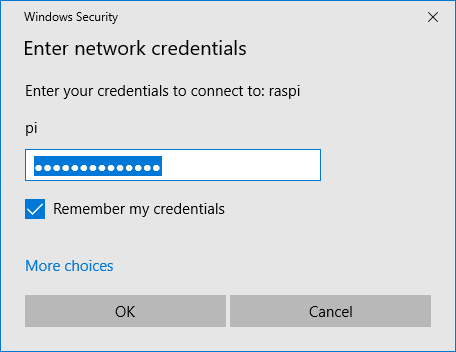 Windows Security
Enter network credentials
Enter your credentials to connect to: raspi
pi
●●●●●●●●●●●●●
Remember my credentials
More choices
OK Cancel